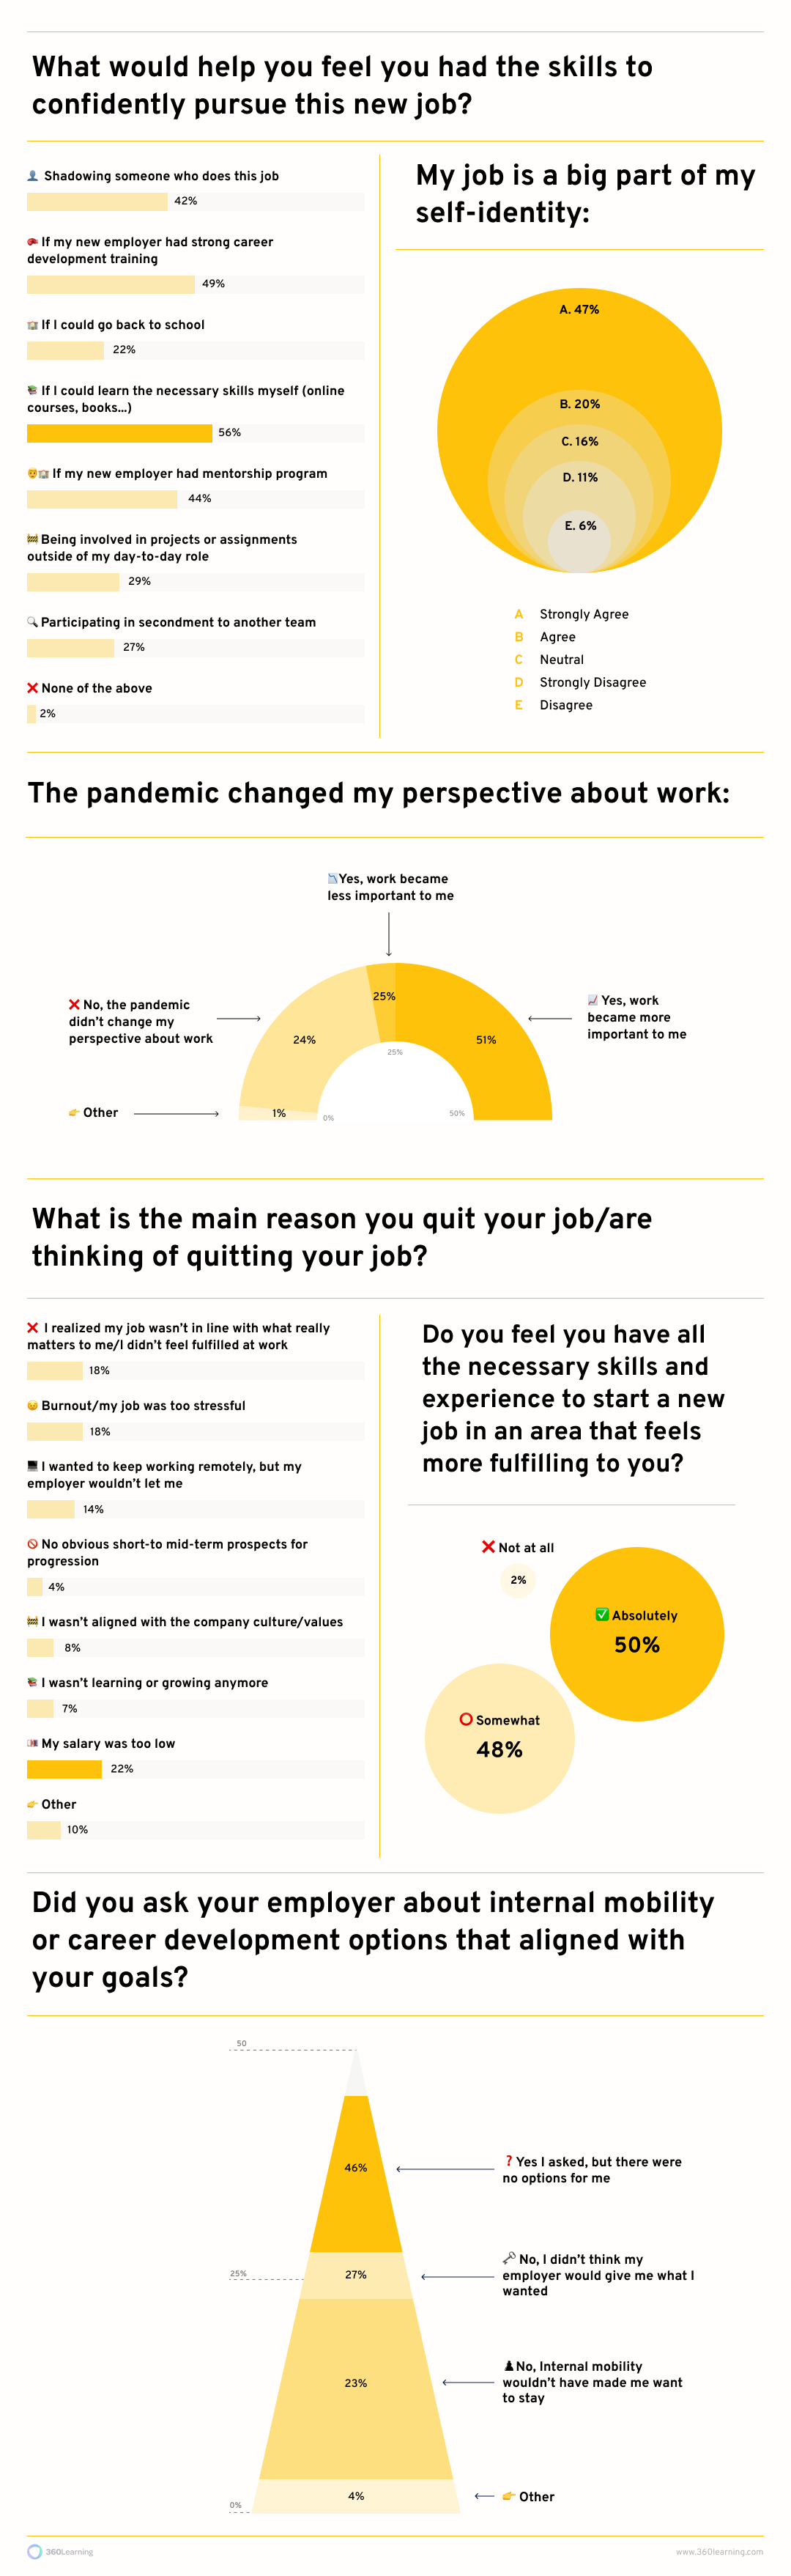 What would help you feel you had the skills to
confidently pursue this new job?
Shadowing someone who does this job
42%
If my new employer had strong career
development training
49%
If I could go back to school
22%
If I could learn the necessary skills myself (online
courses, books...)
56%
If my new employer had mentorship program
44%
Being involved in projects or assignments
outside of my day-to-day role
29%
Participating in secondment to another team
27%
None of the above
2%
My job is a big part of my
self-identity:
A. 47%
B. 20%
C. 16%
D. 11%
E. 6%
A Strongly Agree
B Agree
C Neutral
D Strongly Disagree
E Disagree
The pandemic changed my perspective about work:
Yes, work became
less important to me
No, the pandemic
didn't change my
perspective about work
Yes, work
became more
important to me
25%
24%
51%
25%
Other
1%
0%
50%
What is the main reason you quit your job/are
thinking of quitting your job?
I realized my job wasn't in line with what really
matters to me/I didn't feel fulfilled at work
18%
Burnout/my job was too stressful
18%
I wanted to keep working remotely, but my
employer wouldn't let me
14%
No obvious short-to mid-term prospects for
progression
4%
I wasn't aligned with the company culture/values
8%
I wasn't learning or growing anymore
7%
My salary was too low
22%
Other
10%
Do you feel you have all
the necessary skills and
experience to start a new
job in an area that feels
more fulfilling to you?
Not at all
2%
Absolutely
50%
Somewhat
48%
Did you ask your employer about internal mobility
or career development options that aligned with
your goals?
50
46%
Yes I asked, but there were
no options for me
25%
27%
No, I didn't think my
employer would give me what I
wanted
23%
No, Internal mobility
wouldn't have made me want
to stay
0%
4%
Other
360Learning
www.360learning.com